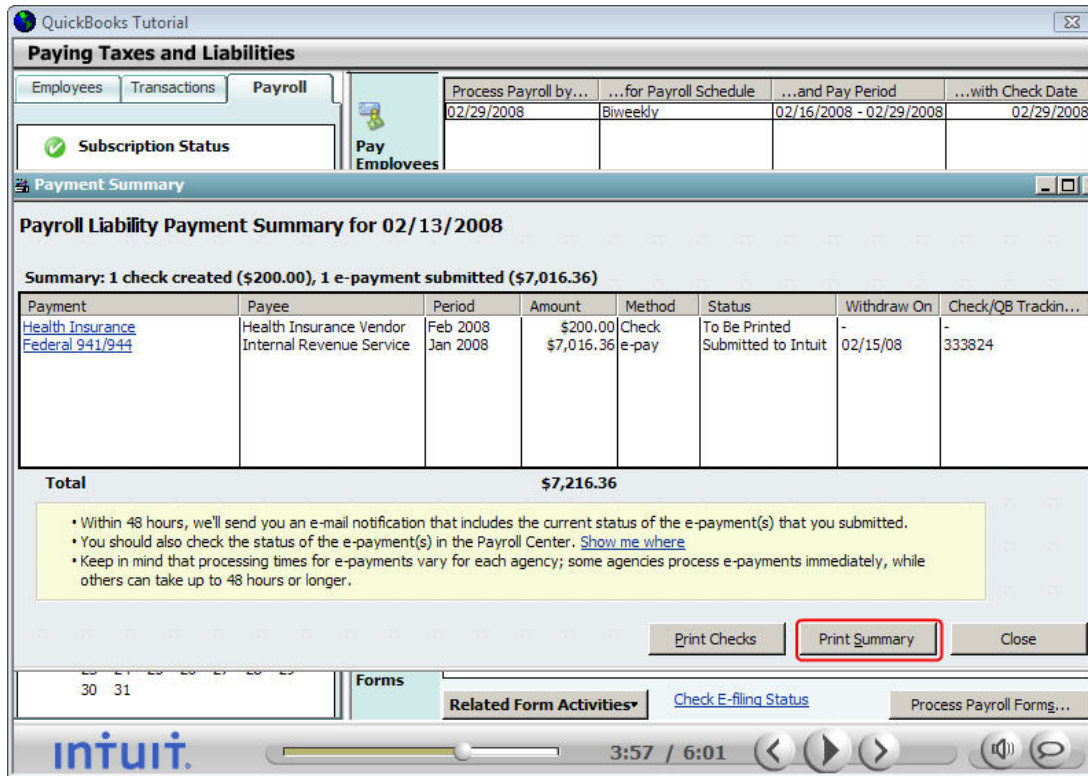 QuickBooks Tutorial
Paying Taxes and Liabilities
Employees Transactions Payroll
Process Payroll by... ...for Payroll Schedule ...and Pay Period ...with Check Date
02/29/2008 Biweekly 02/16/2008 - 02/29/2008 02/29/2008
Subscription Status
Pay
Employees
Payment Summary
Payroll Liability Payment Summary for 02/13/2008
Summary: 1 check created ($200.00), 1 e-payment submitted ($7,016.36)
Payment Payee Period Amount Method Status Withdraw On Check/QB Trackin...
Health Insurance Health Insurance Vendor Feb 2008 $200.00 Check To Be Printed - -
Federal 941/944 Internal Revenue Service Jan 2008 $7,016.36 e-pay Submitted to Intuit 02/15/08 333824
Total $7,216.36
• Within 48 hours, we'll send you an e-mail notification that includes the current status of the e-payment(s) that you submitted.
• You should also check the status of the e-payment(s) in the Payroll Center. Show me where
• Keep in mind that processing times for e-payments vary for each agency; some agencies process e-payments immediately, while
others can take up to 48 hours or longer.
Print Checks Print Summary Close
30 31
Forms
Related Form Activities Check E-filing Status Process Payroll Forms...
intuit. 3:57 / 6:01